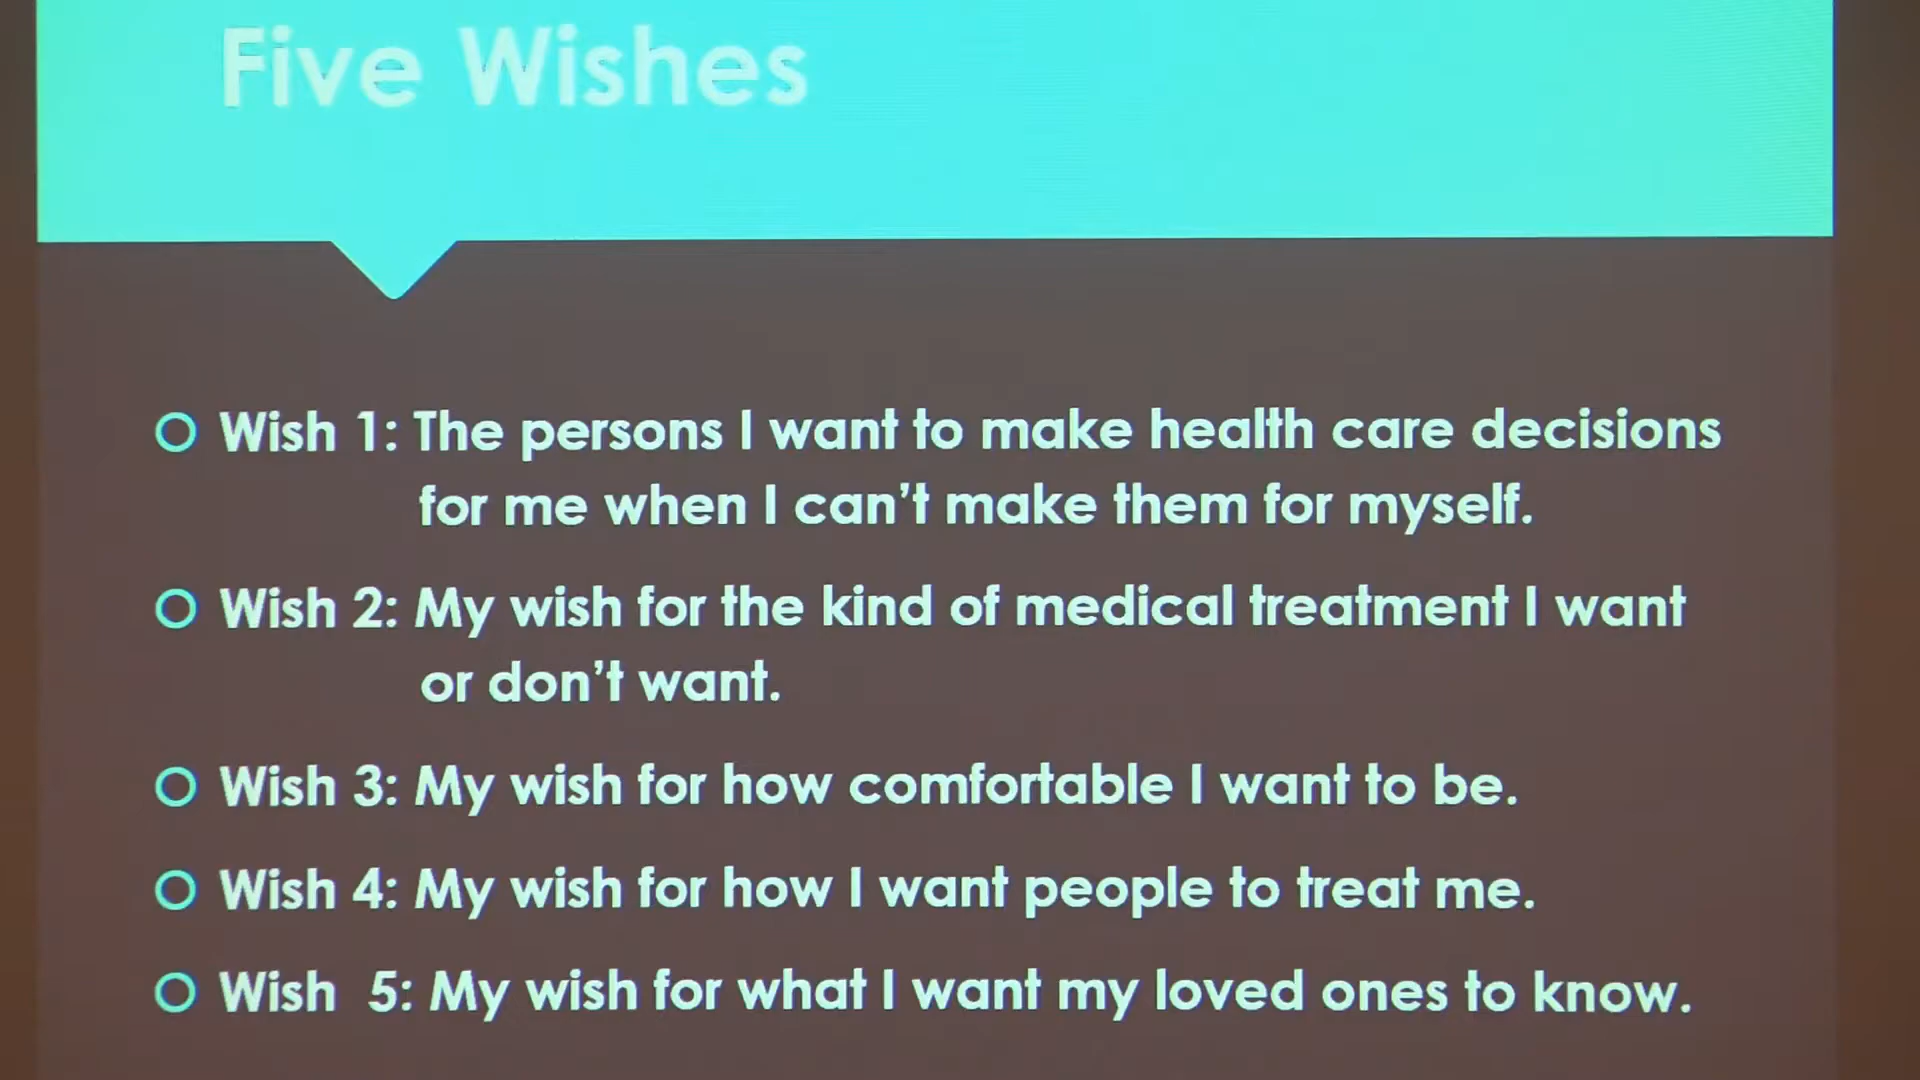 Five Wishes
Wish 1: The persons I want to make health care decisions
for me when I can’t make them for myself.
Wish 2: My wish for the kind of medical treatment I want
or don’t want.
Wish 3: My wish for how comfortable I want to be.
Wish 4: My wish for how I want people to treat me.
Wish  5: My wish for what I want my loved ones to know.